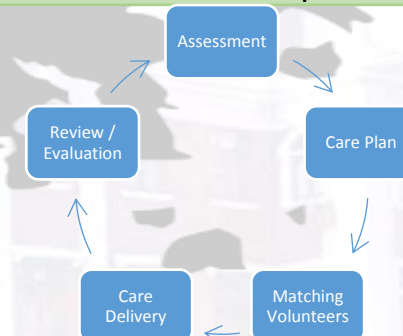 Assessment
Care Plan
Matching
Volunteers
Care
Delivery
Review /
Evaluation